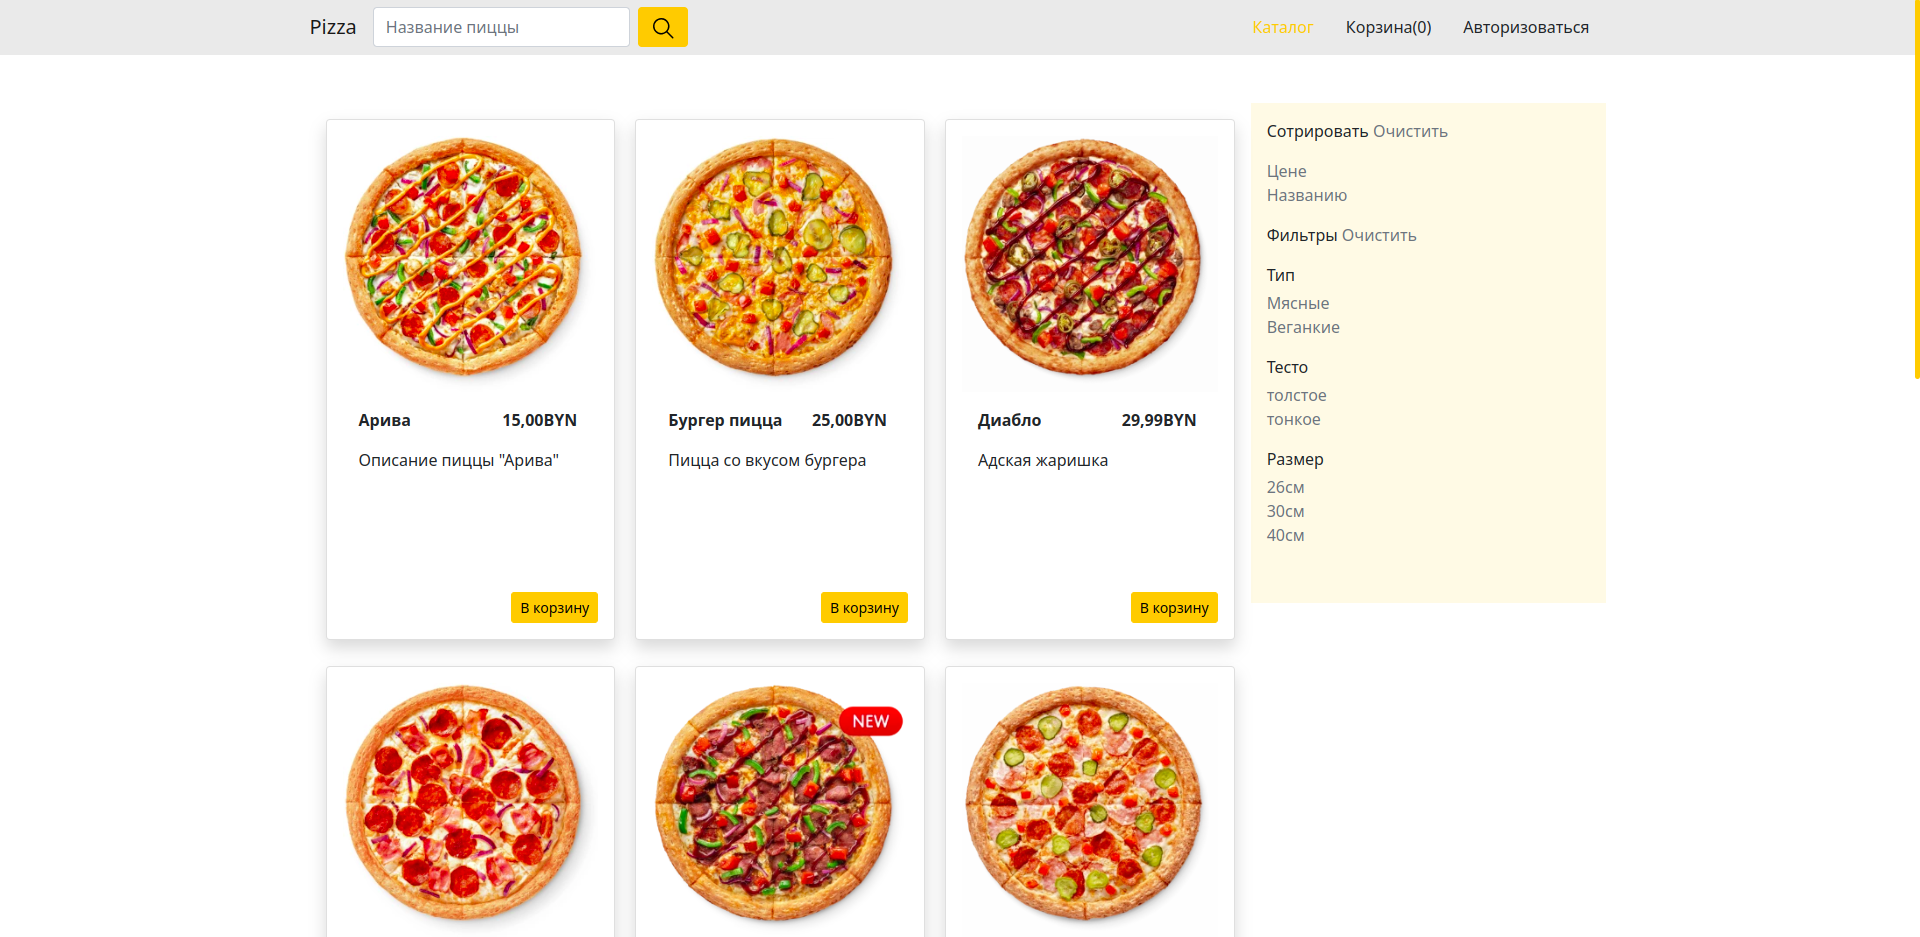 Pizza
Название пиццы
Каталог
Корзина(0)
Авторизоваться
Арива 15,00BYN
Описание пиццы "Арива"
В корзину
Бургер пицца 25,00BYN
Пицца со вкусом бургера
В корзину
Диабло 29,99BYN
Адская жаришка
В корзину
NEW
Сотрировать Очистить
Цене
Названию
Фильтры Очистить
Тип
Мясные
Веганкие
Тесто
толстое
тонкое
Размер
26см
30см
40см